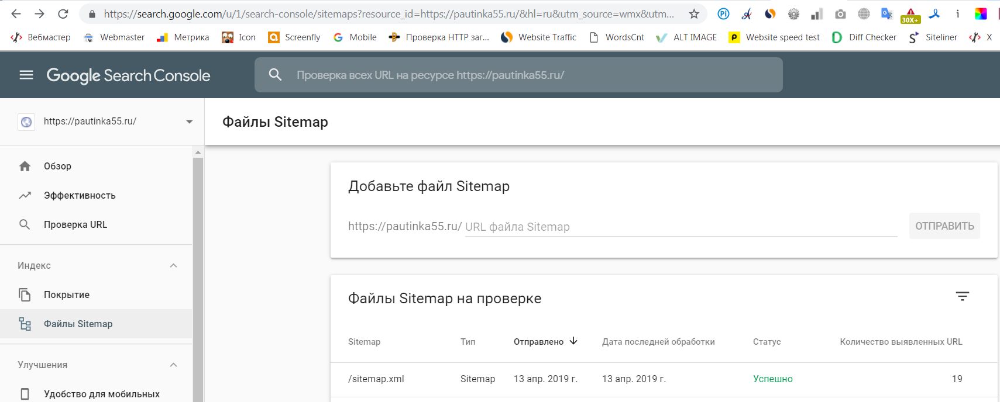 https://search.google.com/u/1/search-console/sitemaps?resource_id=https://pautinka55.ru/&hl=ru&utm_source=wmx&utm...
30X+
Вебмастер Webmaster Метрика Icon Screenfly Mobile Проверка HTTP заг... Website Traffic WordsCnt ALT IMAGE Website speed test Diff Checker Siteliner X
Google Search Console
Проверка всех URL на ресурсе https://pautinka55.ru/
https://pautinka55.ru/
Файлы Sitemap
Обзор
Эффективность
Проверка URL
Индекс
Покрытие
Файлы Sitemap
Улучшения
Удобство для мобильных
Добавьте файл Sitemap
https://pautinka55.ru/ URL файла Sitemap
ОТПРАВИТЬ
Файлы Sitemap на проверке
Sitemap Тип Отправлено Дата последней обработки Статус Количество выявленных URL
/sitemap.xml Sitemap 13 апр. 2019 г. 13 апр. 2019 г. Успешно 19